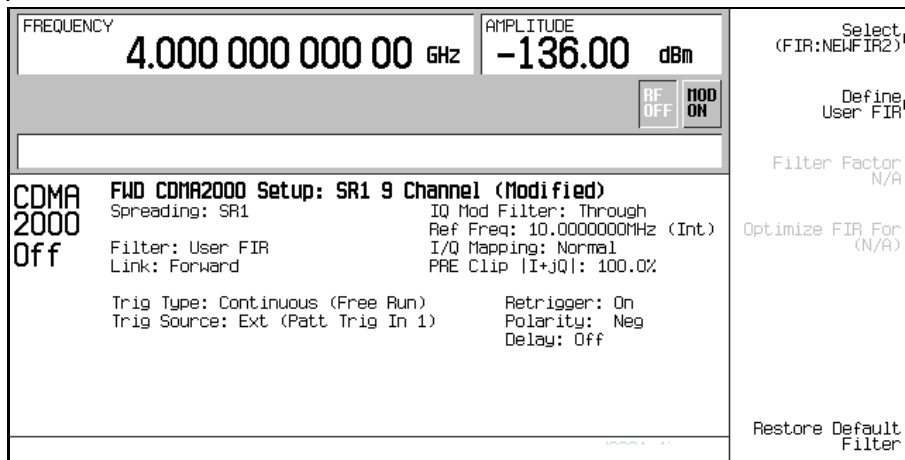 FREQUENCY
4.000 000 000 00 GHz
AMPLITUDE
-136.00 dBm
RF OFF
MOD ON
CDMA
2000
Off
FWD CDMA2000 Setup: SR1 9 Channel (Modified)
Spreading: SR1
IQ Mod Filter: Through
Ref Freq: 10.0000000MHz (Int)
Filter: User FIR
I/Q Mapping: Normal
Link: Forward
PRE Clip |I+jQ|: 100.0%
Trig Type: Continuous (Free Run)
Retrigger: On
Trig Source: Ext (Patt Trig In 1)
Polarity: Neg
Delay: Off
Select
(FIR:NEWFIR2)
Define
User FIR
Filter Factor
N/A
Optimize FIR For
(N/A)
Restore Default
Filter